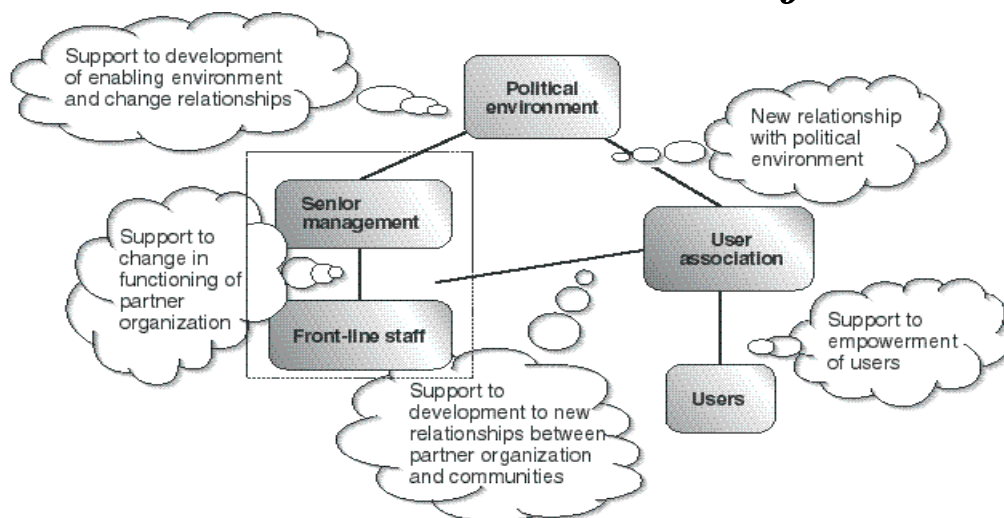 Support to development
of enabling environment
and change relationships
Political
environment
New relationship
with political
environment
Senior
management
Support to
change in
functioning of
partner
organization
User
association
Front-line staff
Support to
empowerment
of users
Users
Support to
development to new
relationships between
partner organization
and communities